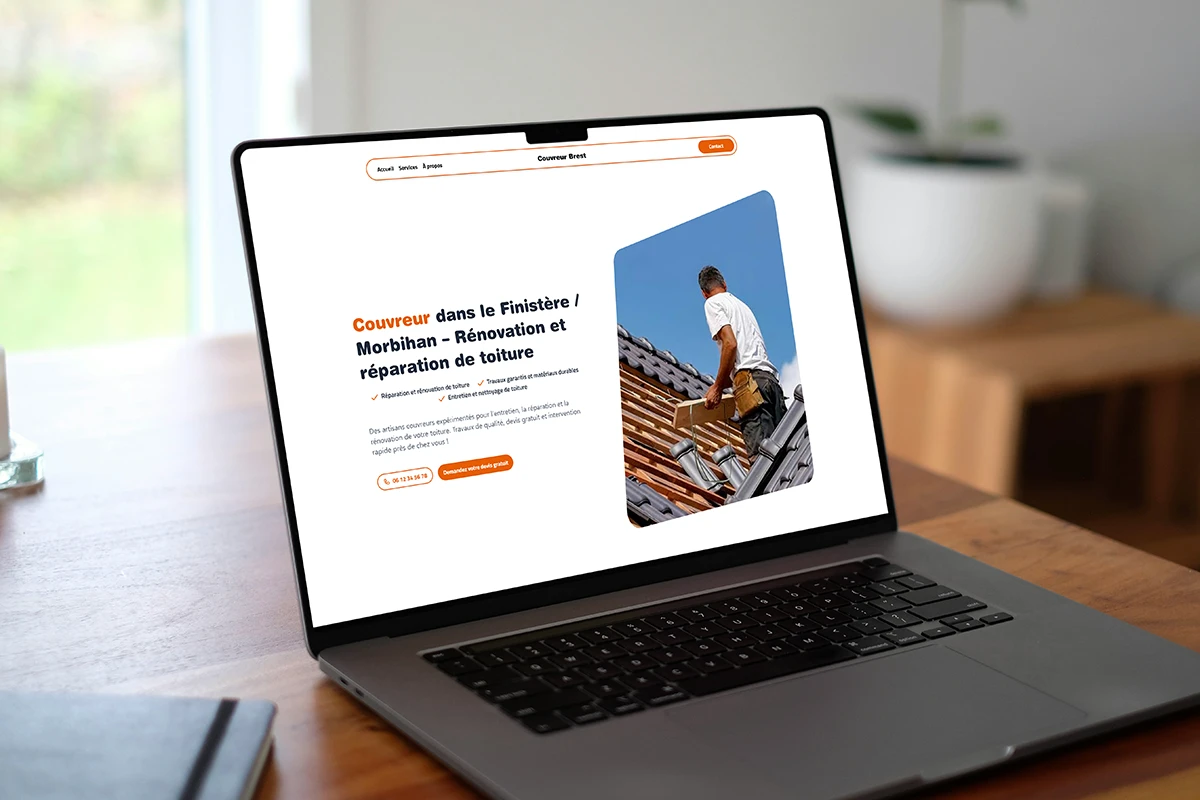 Accueil Services À propos
Couvreur Brest
Contact
Couvreur dans le Finistère /
Morbihan – Rénovation et
réparation de toiture
Réparation et rénovation de toiture
Travaux garantis et matériaux durables
Entretien et nettoyage de toiture
Des artisans couvreurs expérimentés pour l'entretien, la réparation et la
rénovation de votre toiture. Travaux de qualité, devis gratuit et intervention
rapide près de chez vous !
06 12 34 56 78
Demandez votre devis gratuit